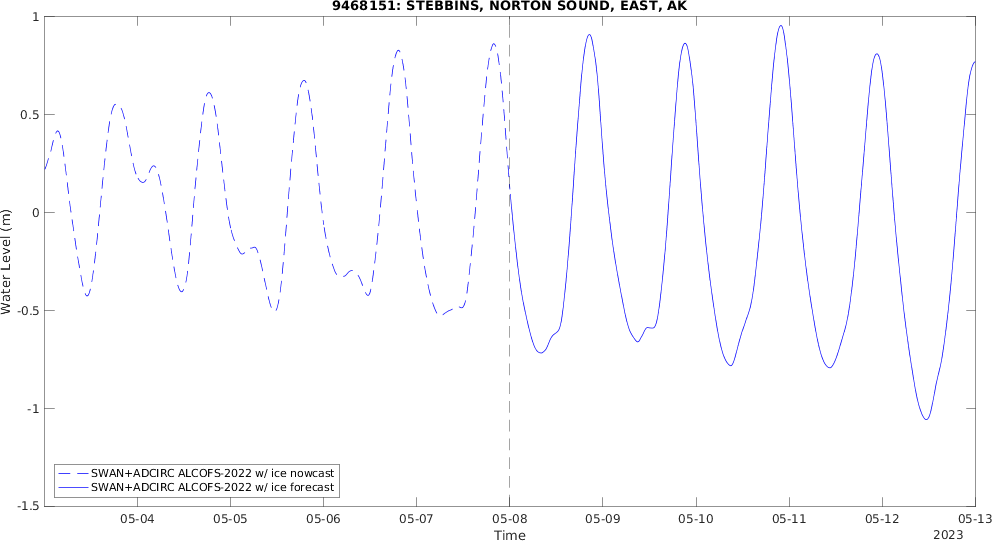 9468151: STEBBINS, NORTON SOUND, EAST, AK
1
0.5
0
-0.5
-1
-1.5
Water Level (m)
SWAN+ADCIRC ALCOFS-2022 w/ ice nowcast
SWAN+ADCIRC ALCOFS-2022 w/ ice forecast
05-04 05-05 05-06 05-07 05-08 05-09 05-10 05-11 05-12 05-13
Time
2023